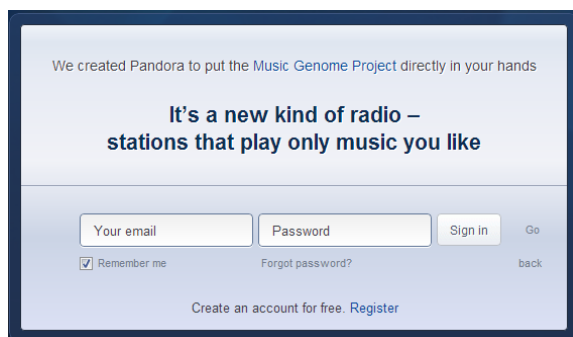 We created Pandora to put the Music Genome Project directly in your hands
It's a new kind of radio –
stations that play only music you like
Your email
Password
Sign in
Go
Remember me
Forgot password?
back
Create an account for free. Register